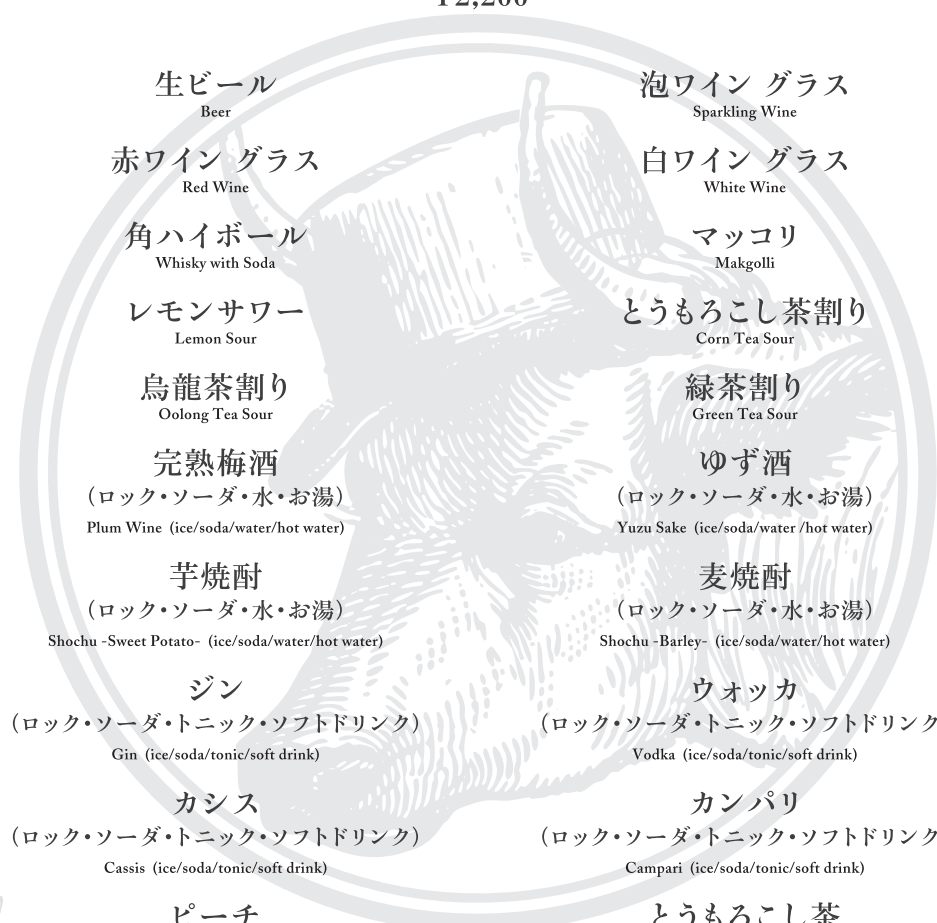 ¥2,200
生ビール
Beer
泡ワイン グラス
Sparkling Wine
赤ワイン グラス
Red Wine
白ワイン グラス
White Wine
角ハイボール
Whisky with Soda
マッコリ
Makgolli
レモンサワー
Lemon Sour
とうもろこし茶割り
Corn Tea Sour
烏龍茶割り
Oolong Tea Sour
緑茶割り
Green Tea Sour
完熟梅酒
（ロック・ソーダ・水・お湯）
Plum Wine (ice/soda/water/hot water)
ゆず酒
（ロック・ソーダ・水・お湯）
Yuzu Sake (ice/soda/water /hot water)
芋焼酎
（ロック・ソーダ・水・お湯）
Shochu -Sweet Potato- (ice/soda/water/hot water)
麦焼酎
（ロック・ソーダ・水・お湯）
Shochu -Barley- (ice/soda/water/hot water)
ジン
（ロック・ソーダ・トニック・ソフトドリンク）
Gin (ice/soda/tonic/soft drink)
ウォッカ
（ロック・ソーダ・トニック・ソフトドリンク
Vodka (ice/soda/tonic/soft drink)
カシス
（ロック・ソーダ・トニック・ソフトドリンク）
Cassis (ice/soda/tonic/soft drink)
カンパリ
（ロック・ソーダ・トニック・ソフトドリンク
Campari (ice/soda/tonic/soft drink)
ピーチ
とうもろこし茶